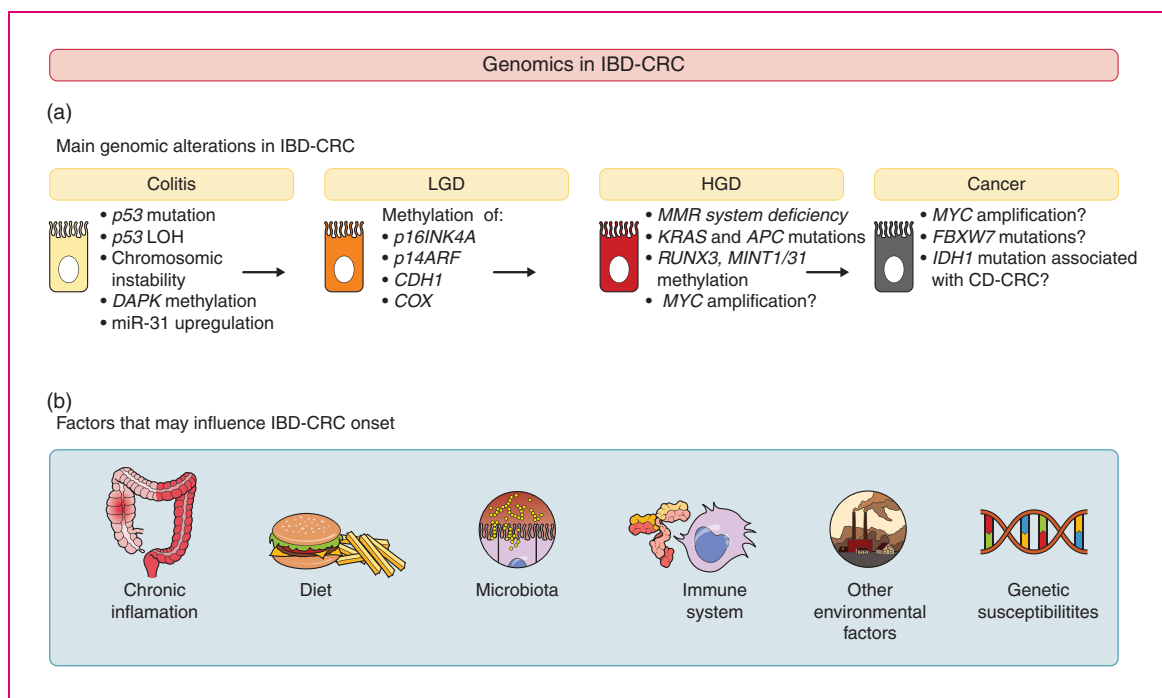 Genomics in IBD-CRC
(a)
Main genomic alterations in IBD-CRC
Colitis
• p53 mutation
• p53 LOH
• Chromosomic
instability
• DAPK methylation
• miR-31 upregulation
LGD
Methylation of:
• p16INK4A
• p14ARF
• CDH1
• COX
HGD
• MMR system deficiency
• KRAS and APC mutations
• RUNX3, MINT1/31
methylation
• MYC amplification?
Cancer
• MYC amplification?
• FBXW7 mutations?
• IDH1 mutation associated
with CD-CRC?
(b)
Factors that may influence IBD-CRC onset
Chronic
inflamation
Diet
Microbiota
Immune
system
Other
environmental
factors
Genetic
susceptibilitites